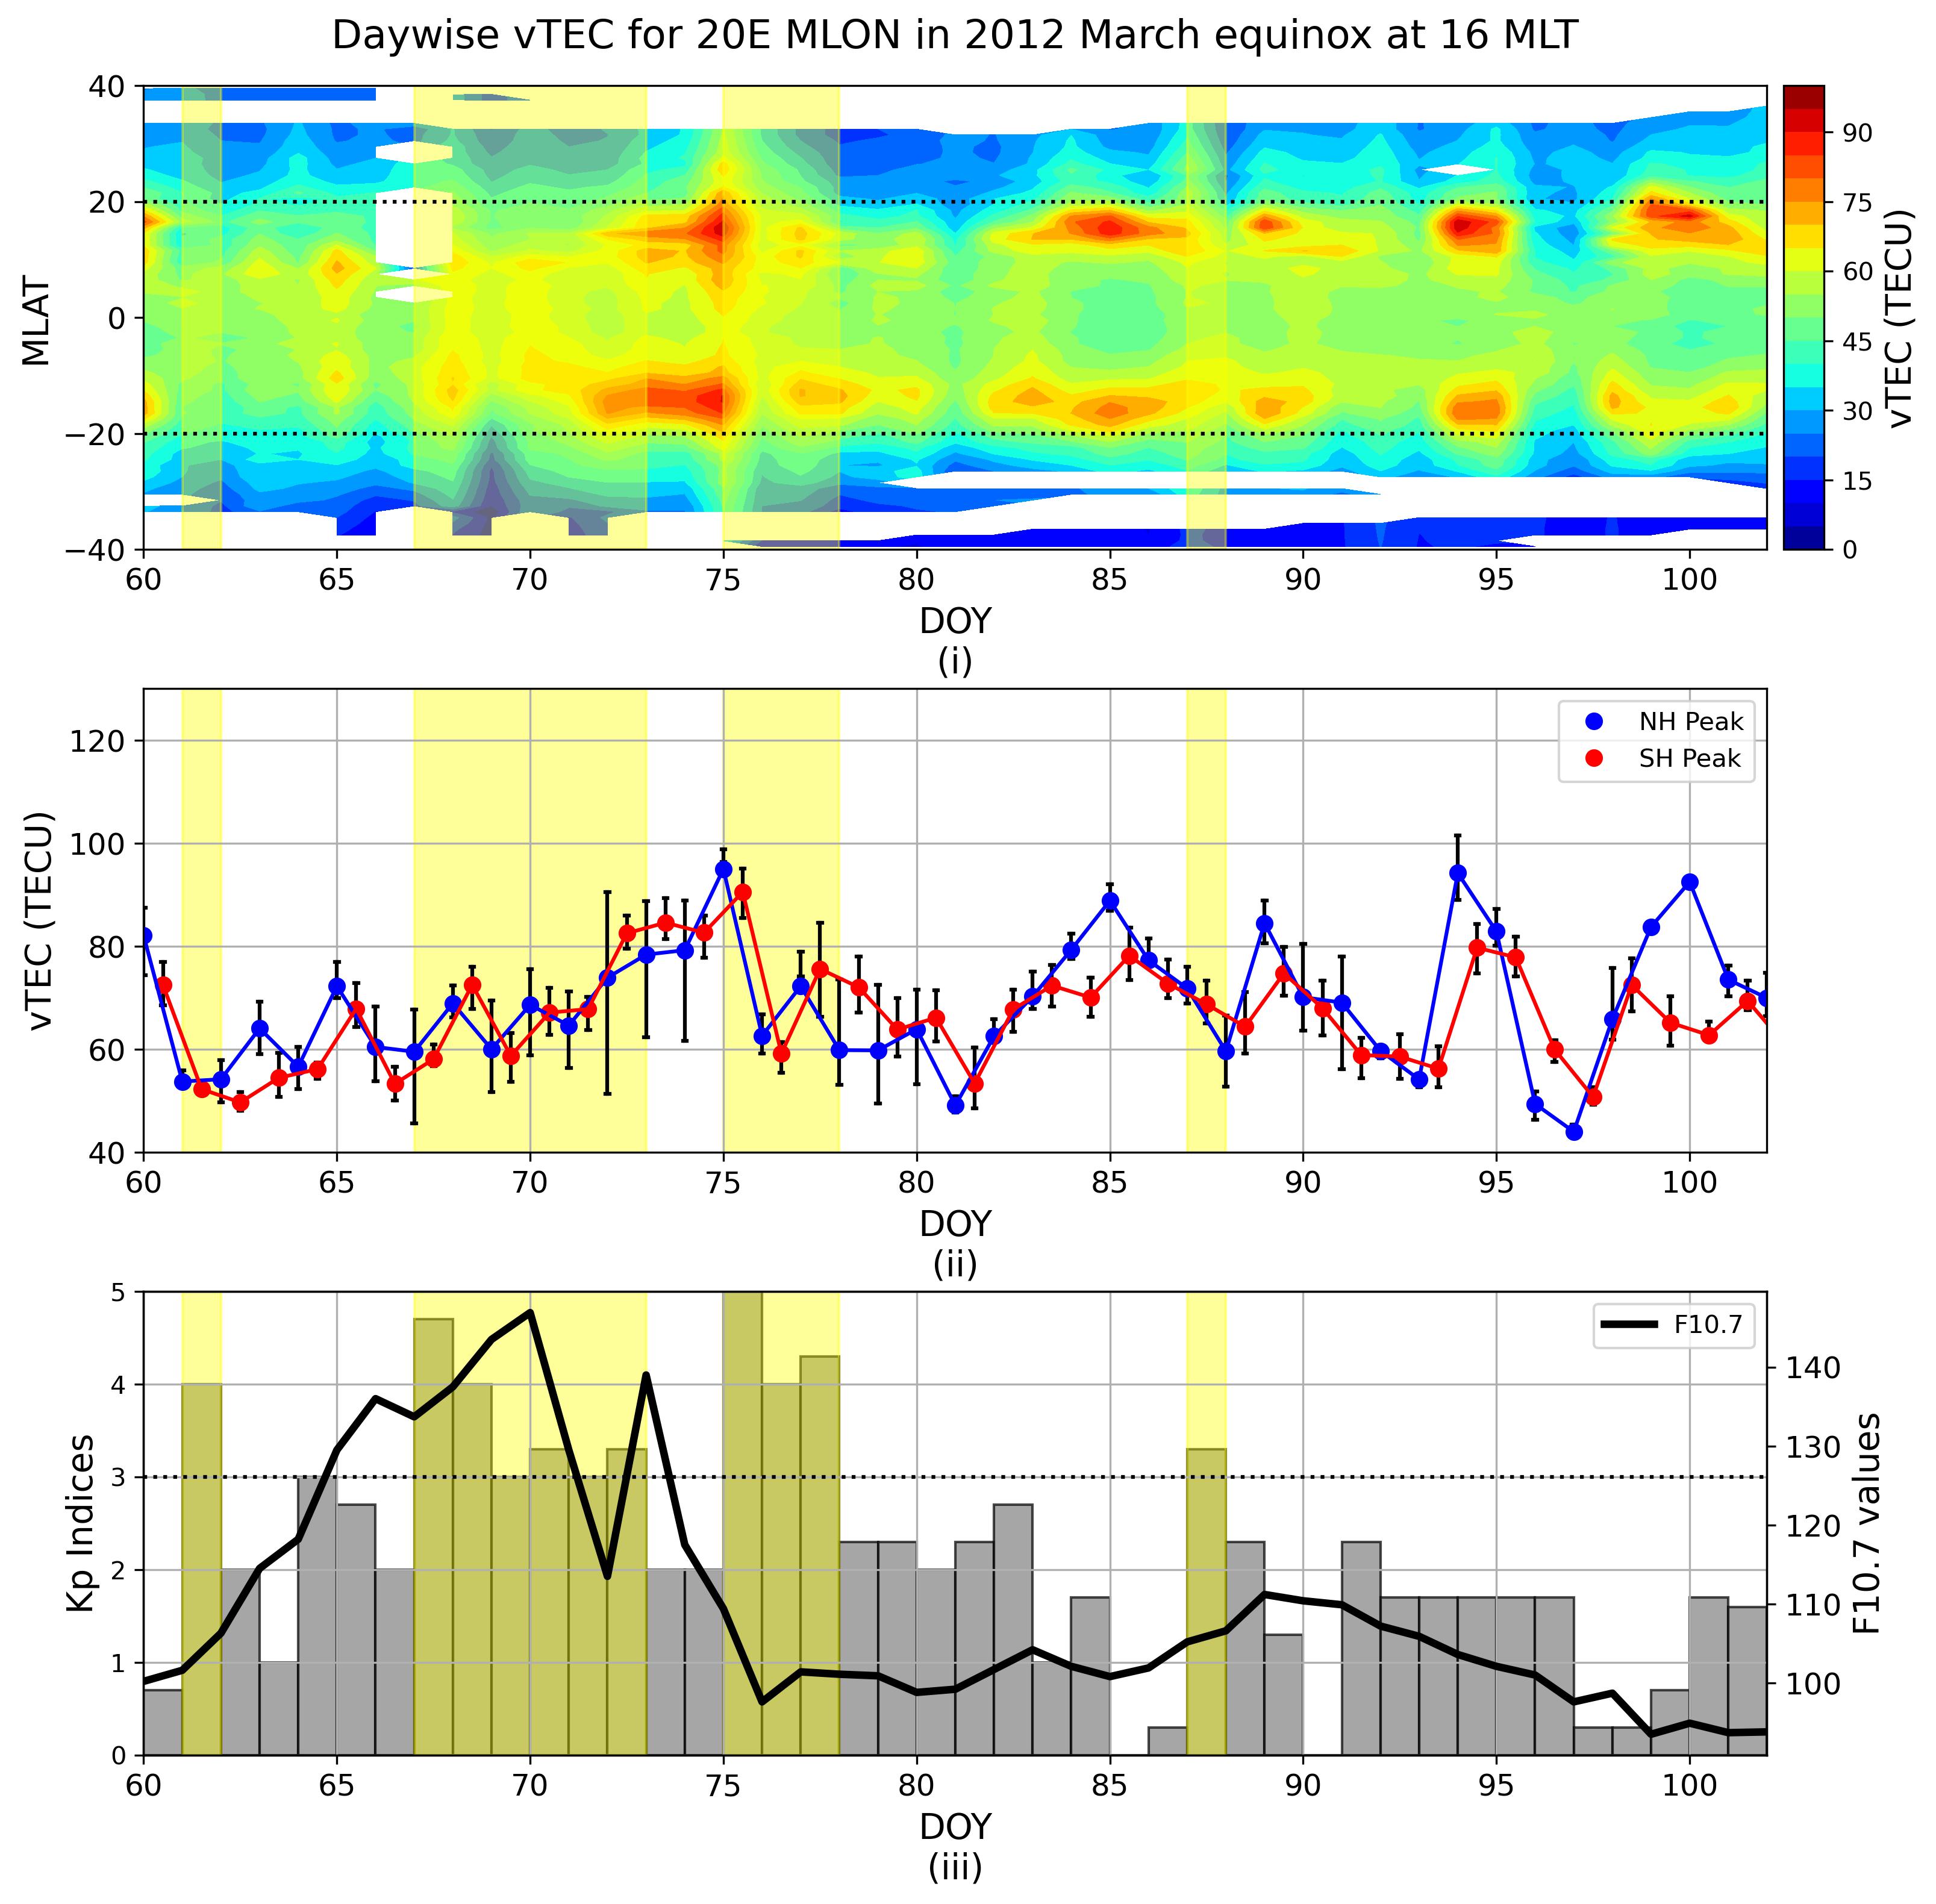 Daywise vTEC for 20E MLON in 2012 March equinox at 16 MLT
40
20
0
−20
−40
MLAT
60 65 70 75 80 85 90 95 100
DOY
(i)
90
75
60
45
30
15
0
vTEC (TECU)
120
100
80
60
40
vTEC (TECU)
NH Peak
SH Peak
60 65 70 75 80 85 90 95 100
DOY
(ii)
5
4
3
2
1
0
Kp Indices
F10.7
140
130
120
110
100
F10.7 values
60 65 70 75 80 85 90 95 100
DOY
(iii)